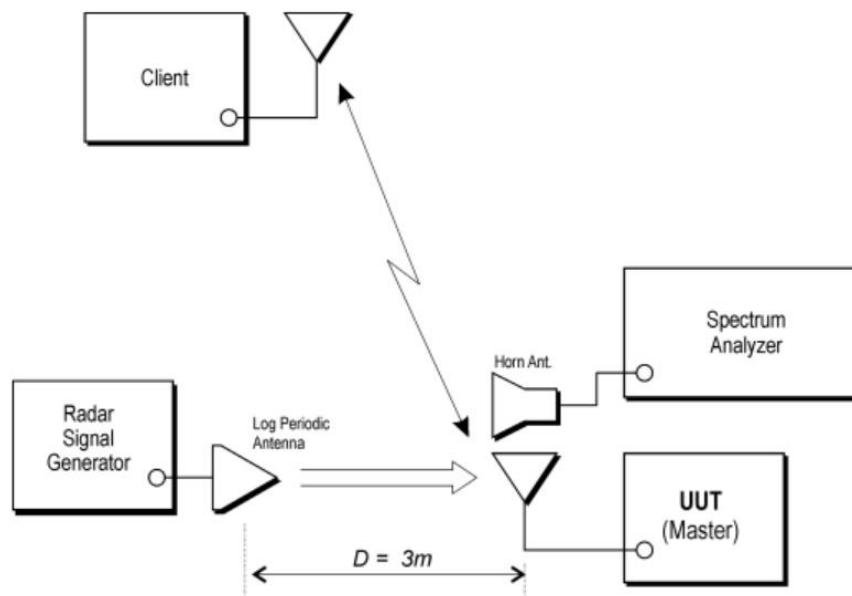 Client
Spectrum
Analyzer
Horn Ant.
Radar
Signal
Generator
Log Periodic
Antenna
UUT
(Master)
D = 3m